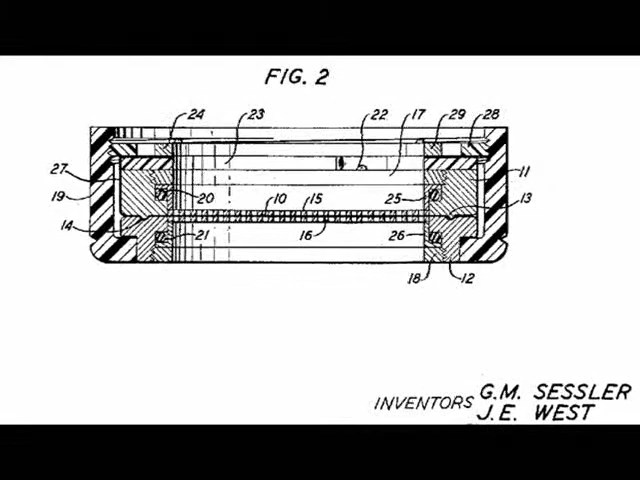 FIG. 2
24 23 22 17 29 28
27 11
19 20 10 15 25 13
14 21 16 26
18 12
INVENTORS G.M. SESSLER
J.E. WEST